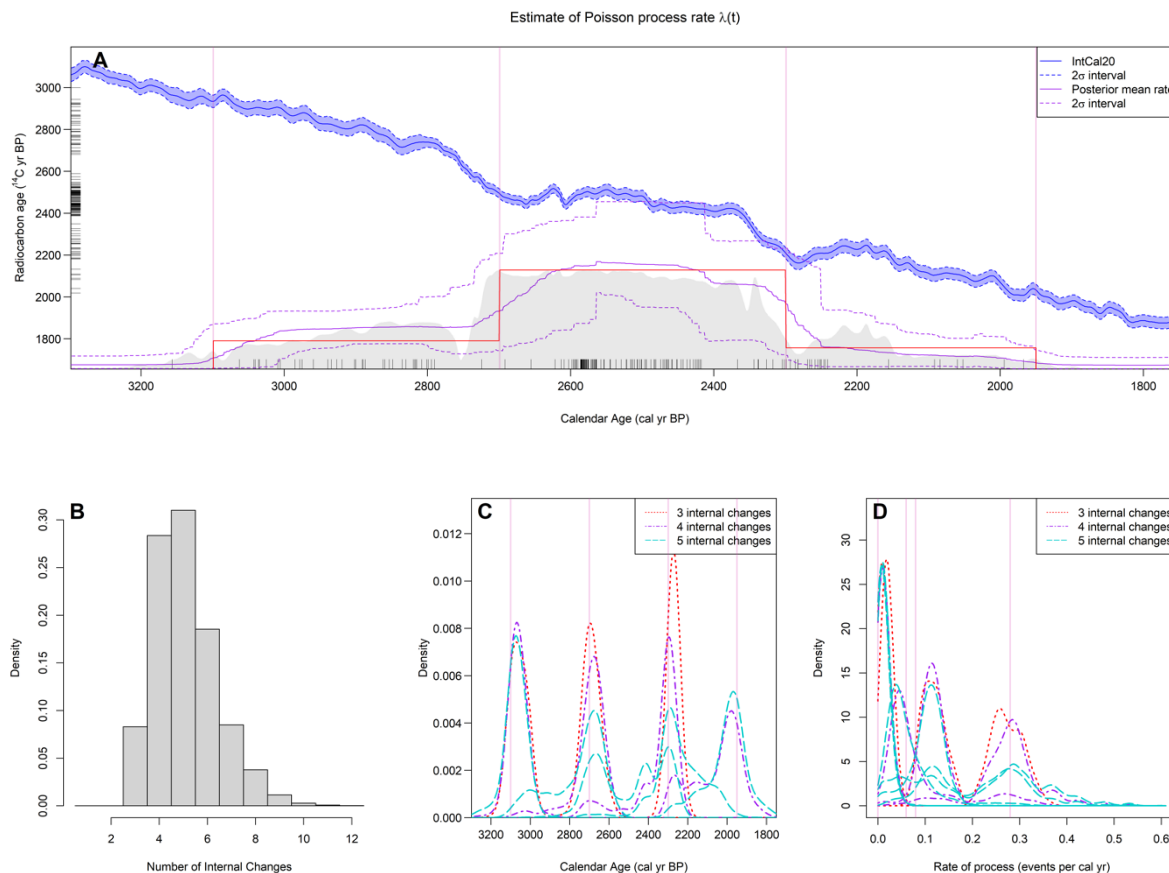 Estimate of Poisson process rate λ(t)
A
IntCal20
2σ interval
Posterior mean rate
2σ interval
Radiocarbon age (¹⁴C yr BP)
3000
2800
2600
2400
2200
2000
1800
3200 3000 2800 2600 2400 2200 2000 1800
Calendar Age (cal yr BP)
B
Density
0.30
0.25
0.20
0.15
0.10
0.05
0.00
2 4 6 8 10 12
Number of Internal Changes
C
3 internal changes
4 internal changes
5 internal changes
Density
0.012
0.010
0.008
0.006
0.004
0.002
0.000
3200 3000 2800 2600 2400 2200 2000 1800
Calendar Age (cal yr BP)
D
3 internal changes
4 internal changes
5 internal changes
Density
30
25
20
15
10
5
0
0.0 0.1 0.2 0.3 0.4 0.5 0.6
Rate of process (events per cal yr)